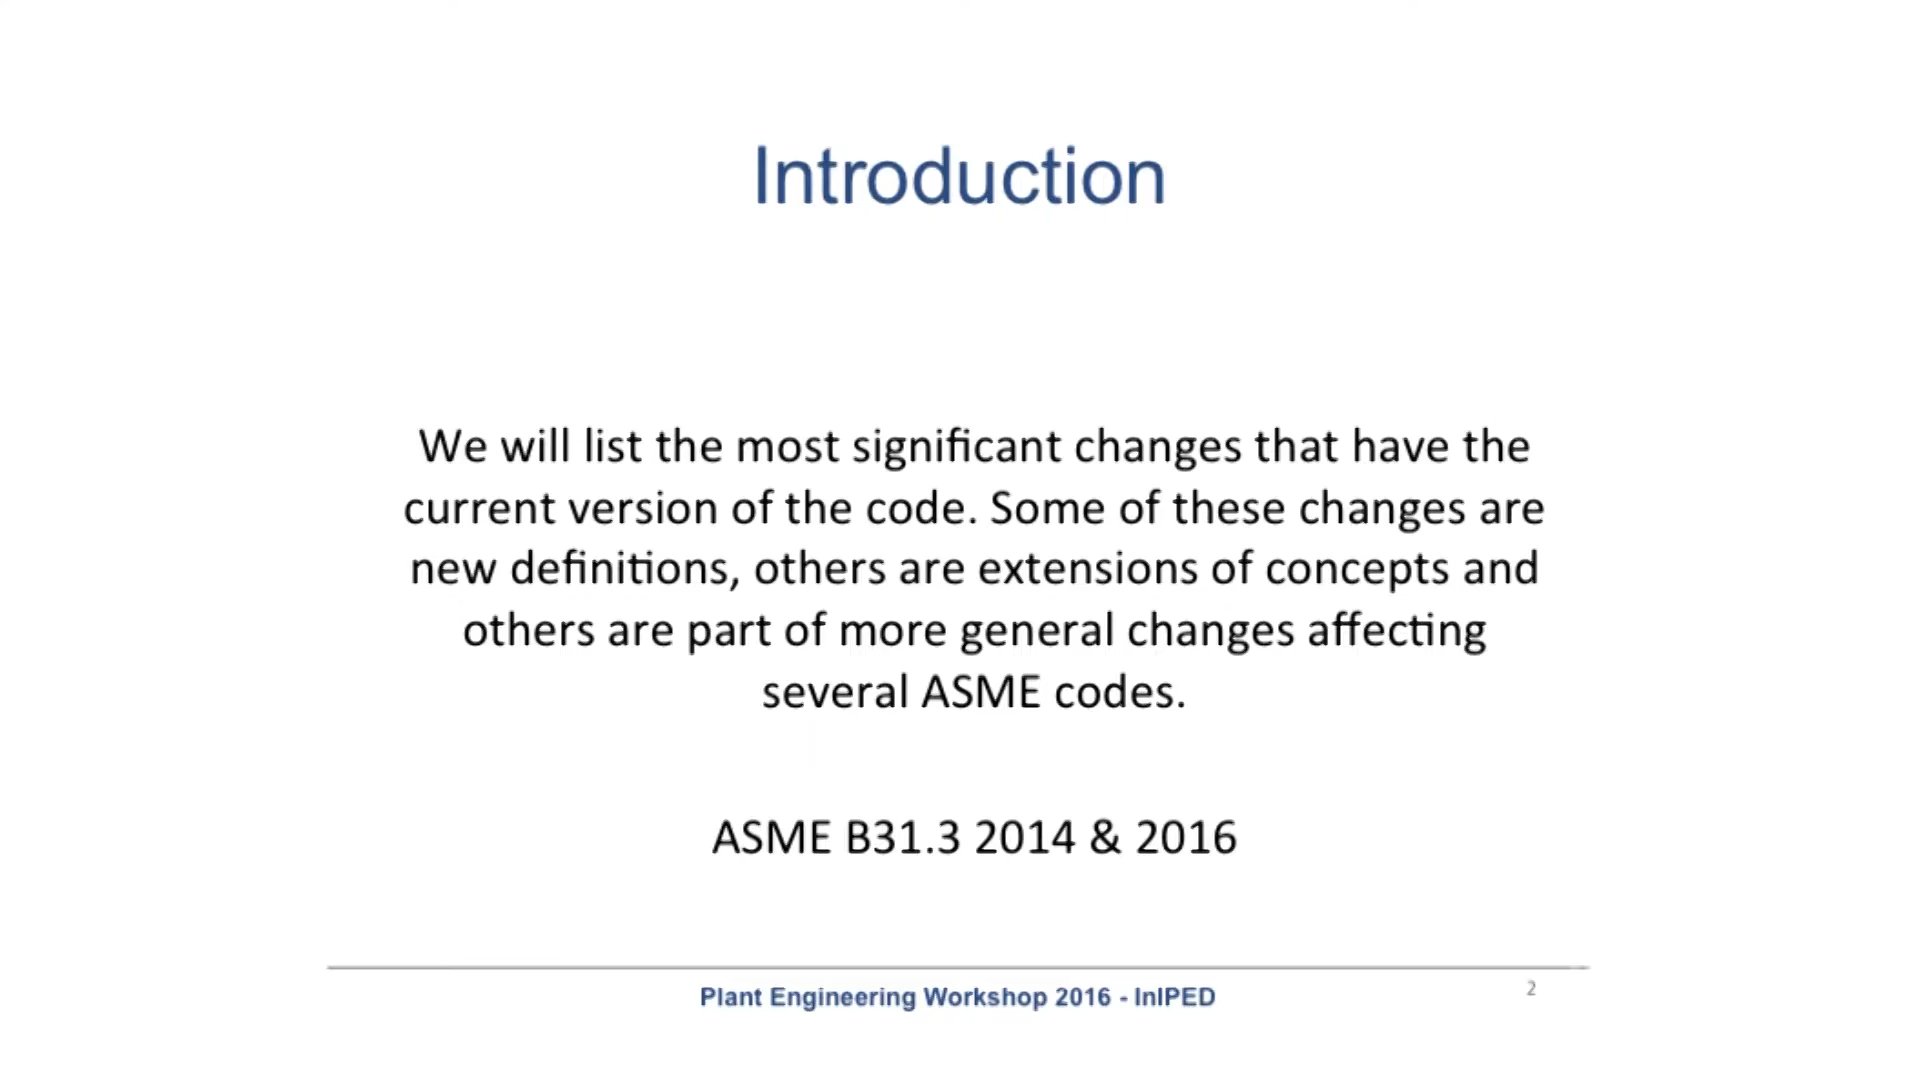 Introduction
We will list the most significant changes that have the
current version of the code. Some of these changes are
new definitions, others are extensions of concepts and
others are part of more general changes affecting
several ASME codes.
ASME B31.3 2014 & 2016
Plant Engineering Workshop 2016 - InIPED
2